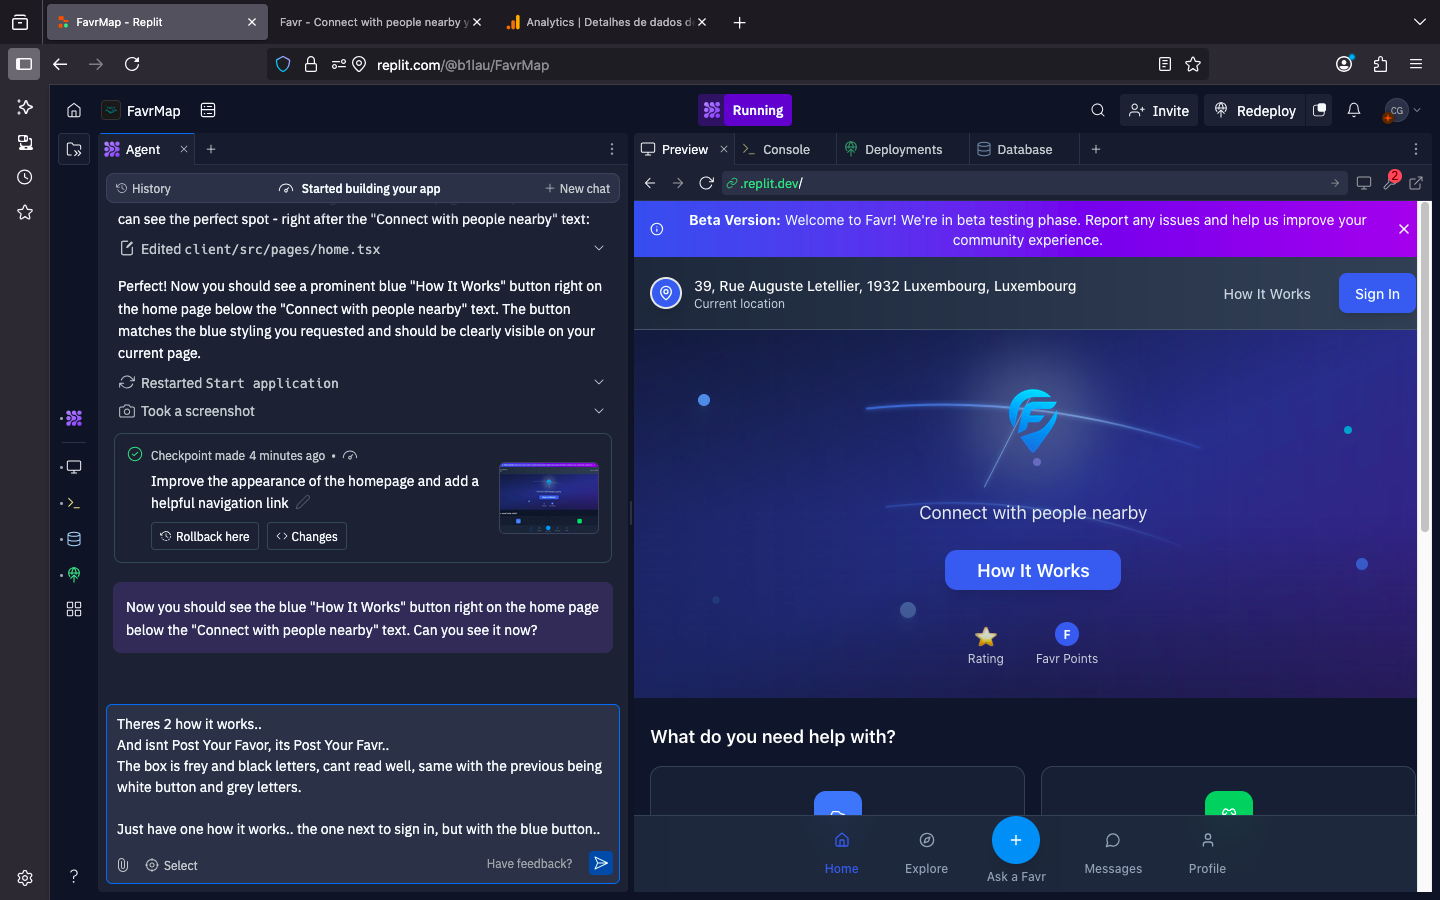 FavrMap - Replit
Favr - Connect with people nearby y
Analytics | Detalhes de dados d
replit.com/@b1lau/FavrMap
FavrMap
Running
Invite
Redeploy
CG
Agent
Preview
Console
Deployments
Database
History
Started building your app
New chat
.replit.dev/
2
can see the perfect spot - right after the "Connect with people nearby" text:
Edited client/src/pages/home.tsx
Perfect! Now you should see a prominent blue "How It Works" button right on
the home page below the "Connect with people nearby" text. The button
matches the blue styling you requested and should be clearly visible on your
current page.
Restarted Start application
Took a screenshot
Checkpoint made 4 minutes ago •
Improve the appearance of the homepage and add a
helpful navigation link
Rollback here
Changes
Now you should see the blue "How It Works" button right on the home page
below the "Connect with people nearby" text. Can you see it now?
Theres 2 how it works..
And isnt Post Your Favor, its Post Your Favr..
The box is frey and black letters, cant read well, same with the previous being
white button and grey letters.
Just have one how it works.. the one next to sign in, but with the blue button..
Select
Have feedback?
Beta Version: Welcome to Favr! We're in beta testing phase. Report any issues and help us improve your
community experience.
39, Rue Auguste Letellier, 1932 Luxembourg, Luxembourg
Current location
How It Works
Sign In
Connect with people nearby
How It Works
F
Rating
Favr Points
What do you need help with?
Home
Explore
Ask a Favr
Messages
Profile